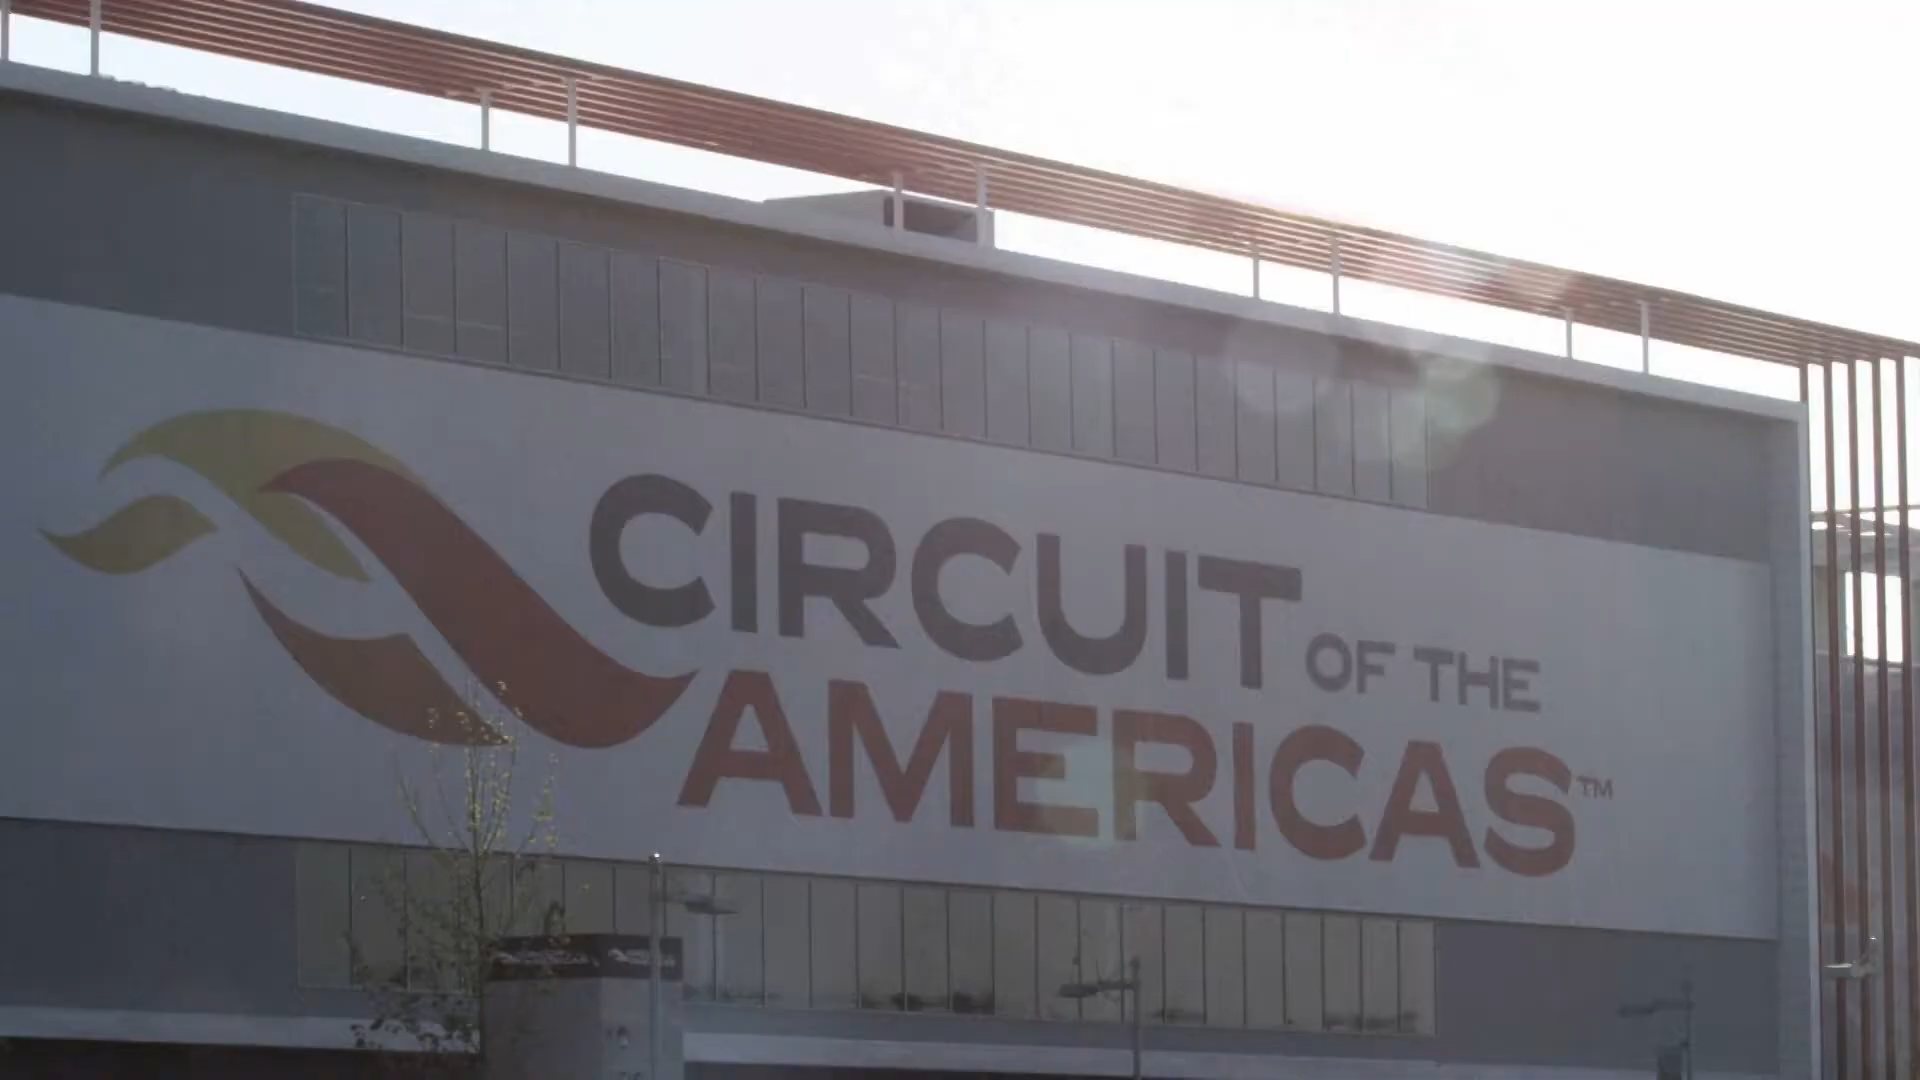 CIRCUIT OF THE
AMERICAS™